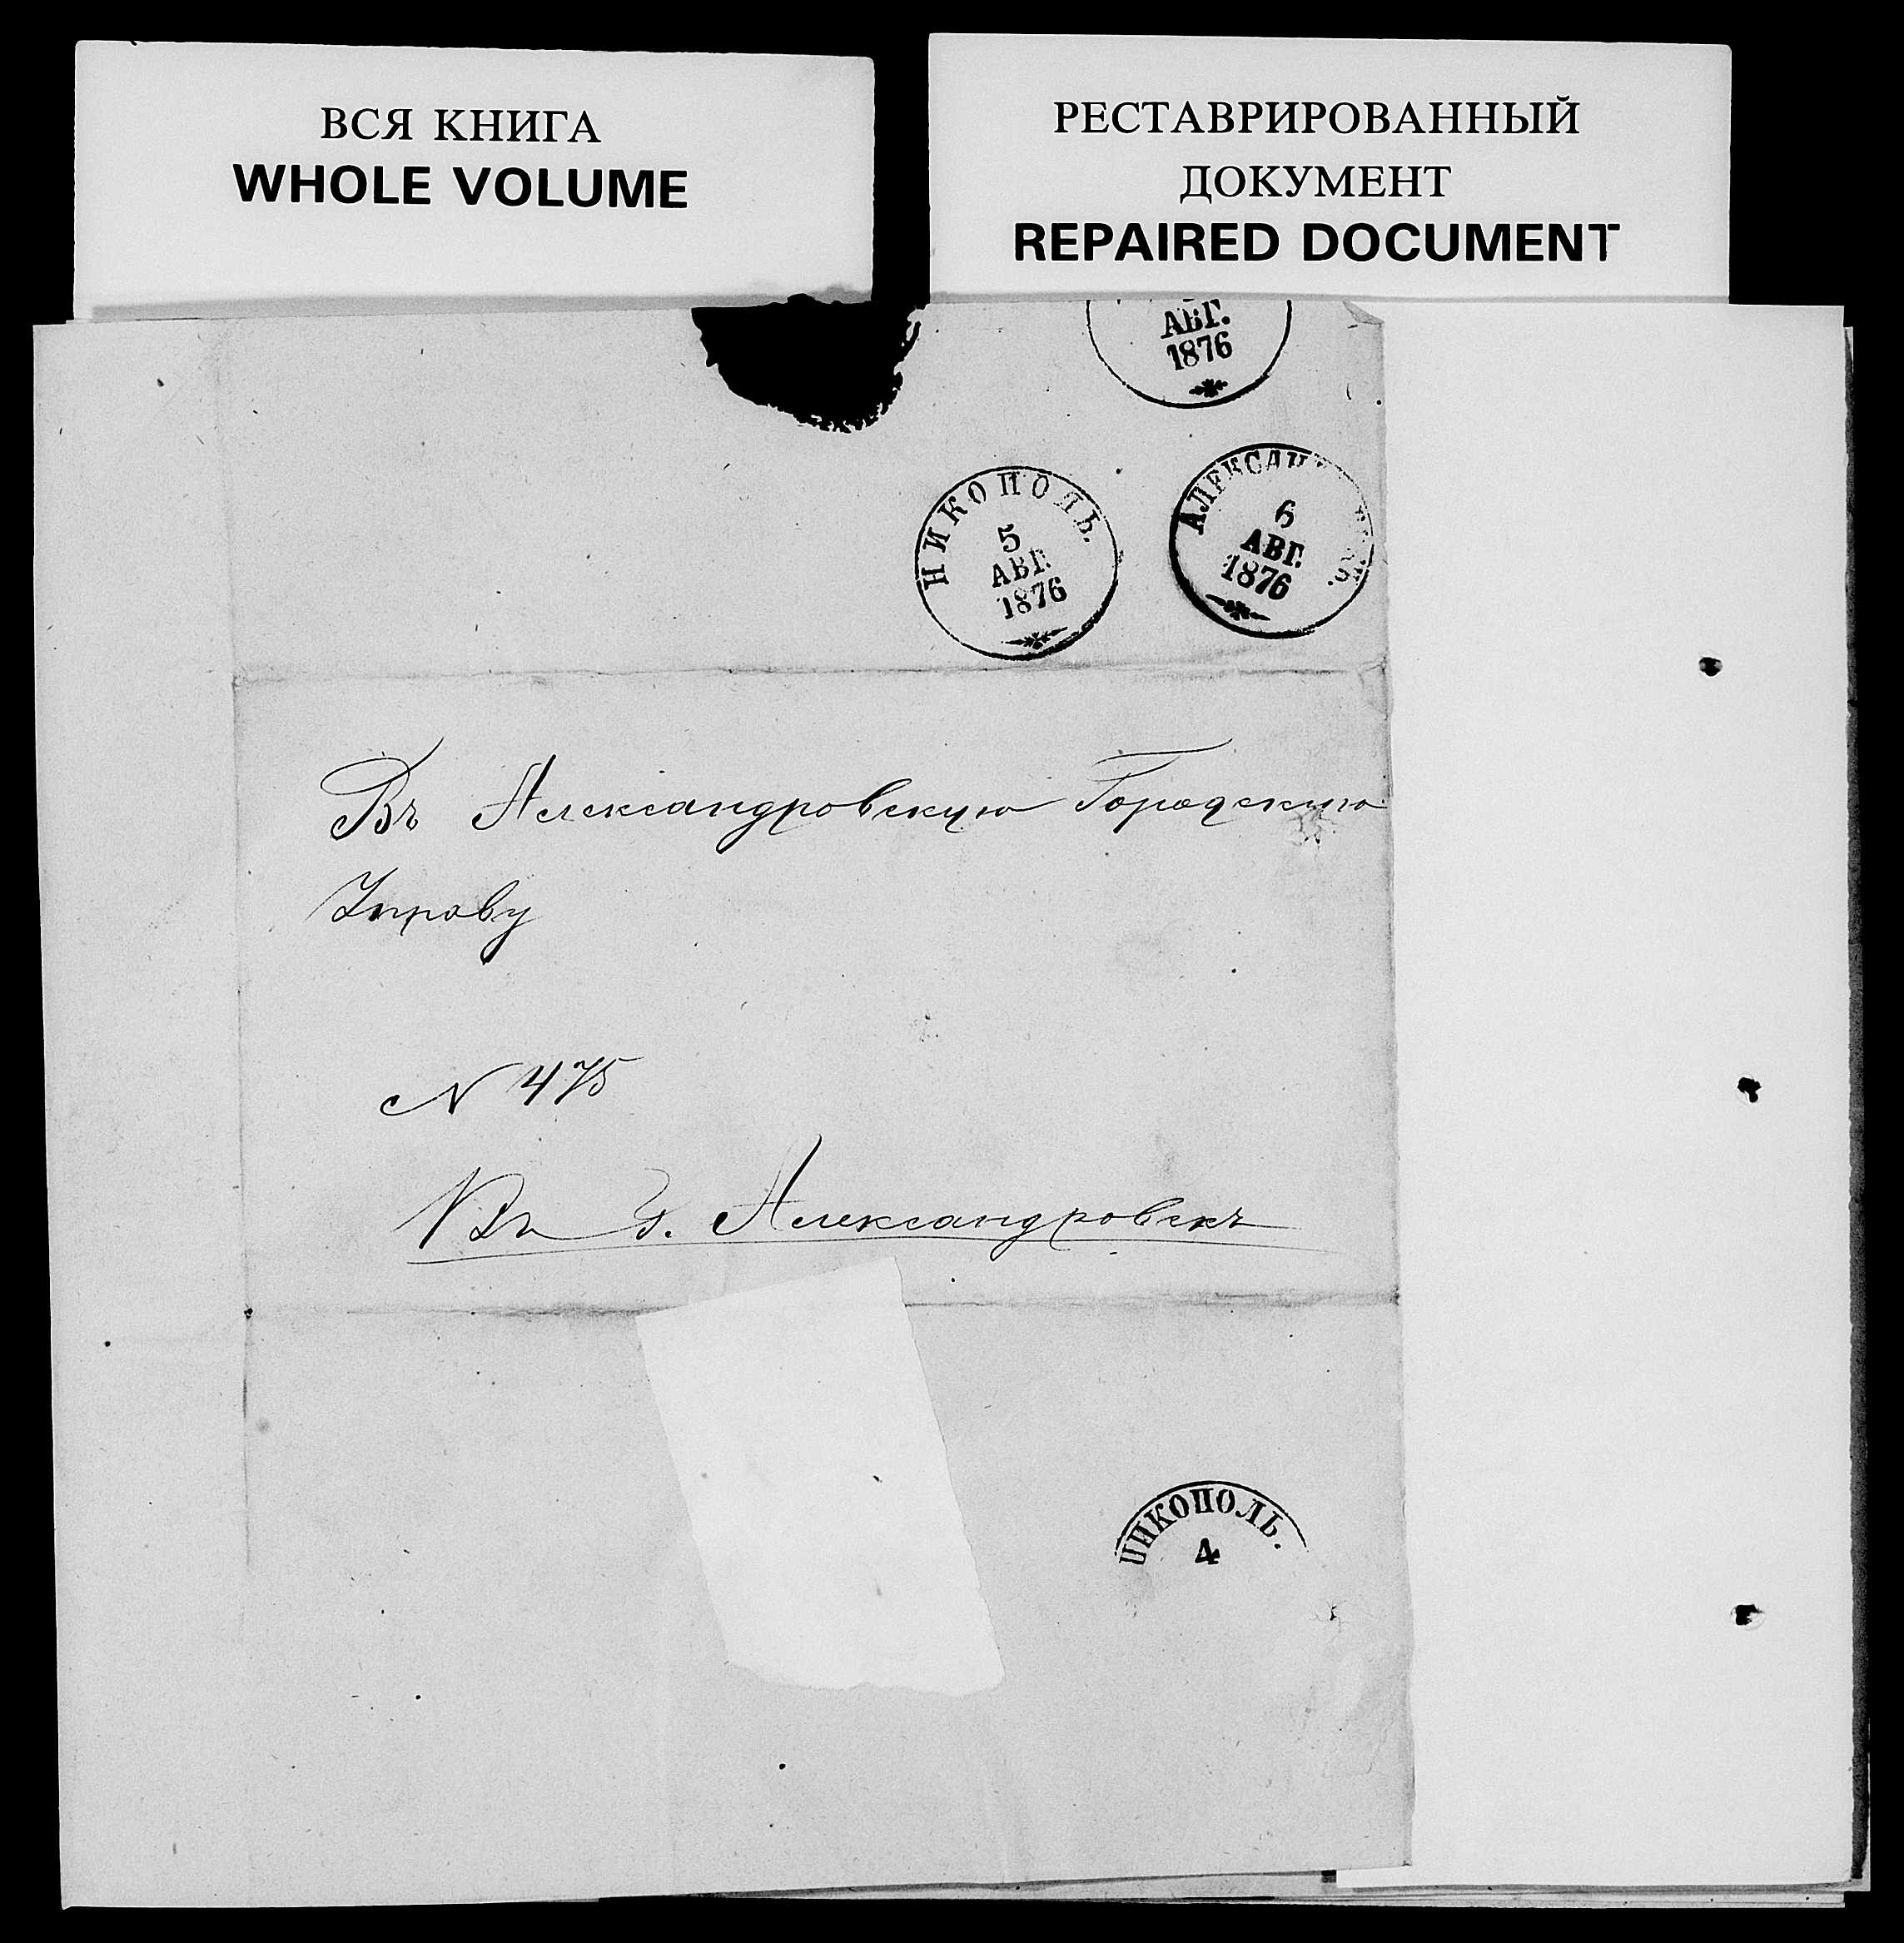 ВСЯ КНИГА
WHOLE VOLUME
РЕСТАВРИРОВАННЫЙ
ДОКУМЕНТ
REPAIRED DOCUMENT
АВГ.
1876
НИКОПОЛЬ.
5
АВГ.
1876
6
АВГ.
1876
Въ Александровскую Городскую
Управу
N 475
Въ г. Александровскъ
НИКОПОЛЬ.
4